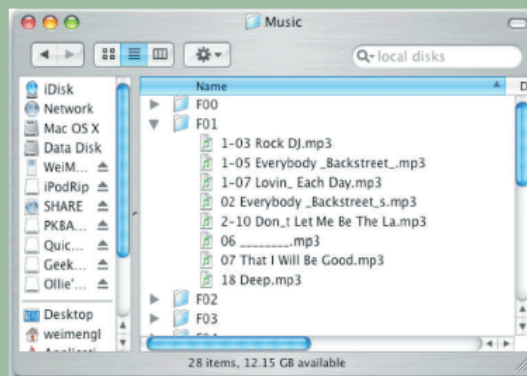 Music
local disks
iDisk
Network
Mac OS X
Data Disk
WeiM...
iPodRip
SHARE
PKBA...
Quic...
Geek...
Ollie'...
Desktop
weimengl
Name
F00
F01
1-03 Rock DJ.mp3
1-05 Everybody _Backstreet_.mp3
1-07 Lovin_ Each Day.mp3
02 Everybody _Backstreet_s.mp3
2-10 Don_t Let Me Be The La.mp3
06 ________.mp3
07 That I Will Be Good.mp3
18 Deep.mp3
F02
F03
28 items, 12.15 GB available